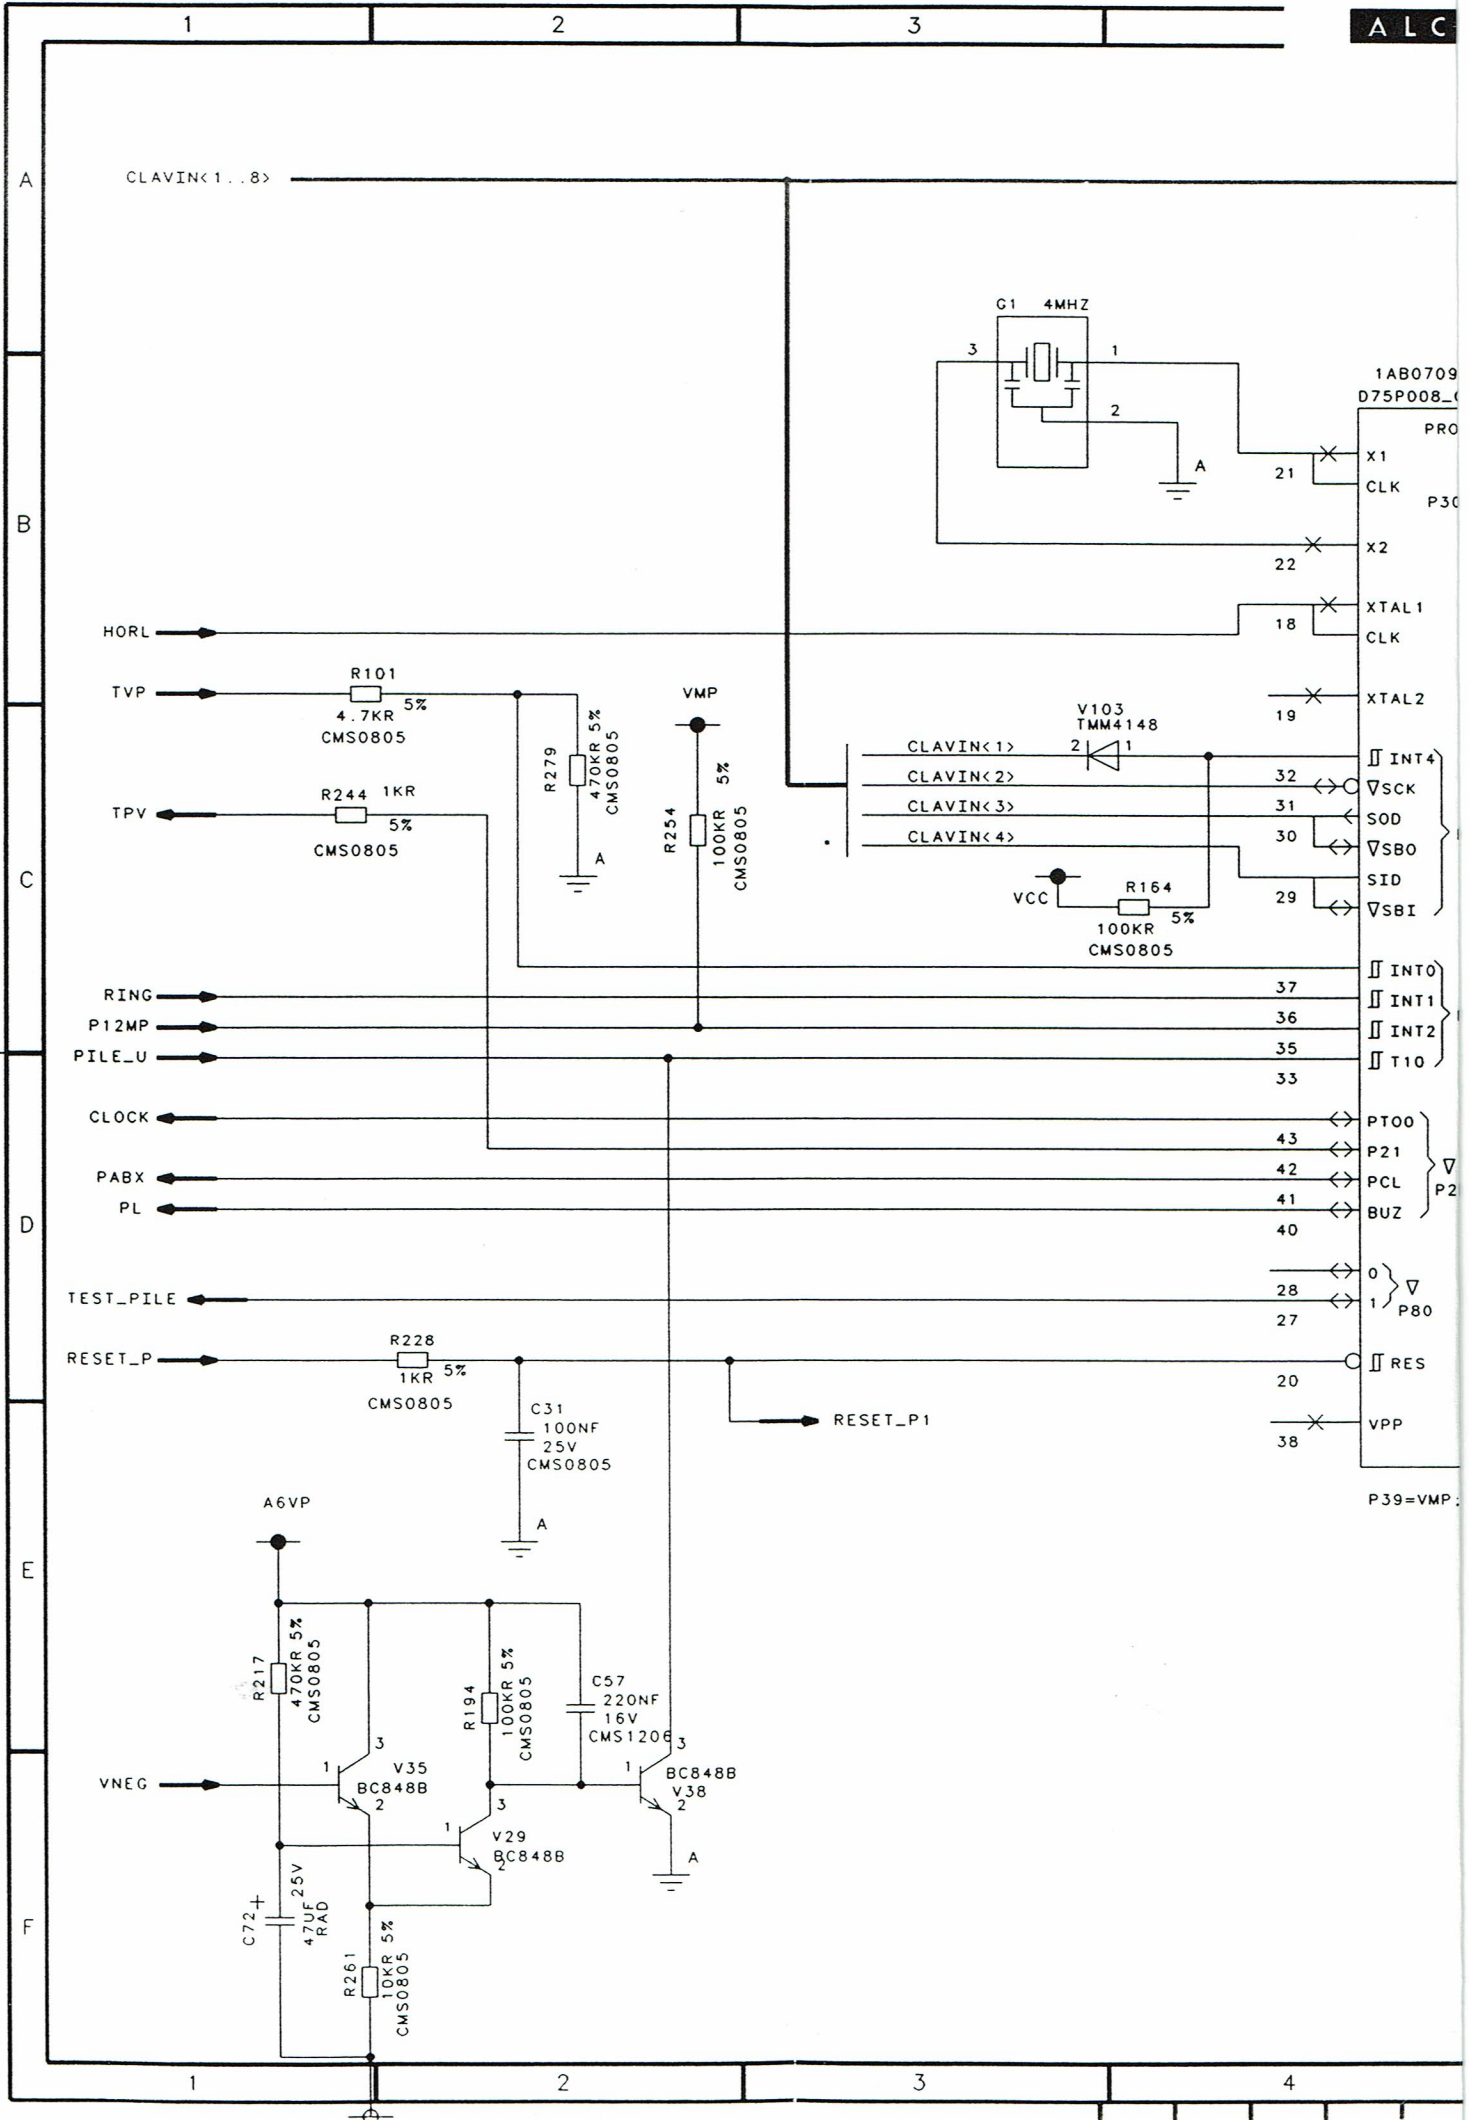 1 2 3
A L C
A
CLAVIN<1..8>
G1 4MHZ
3 1
2
A
1AB0709
D75P008_
PRO
X1
21
CLK
P30
B
X2
22
HORL
XTAL1
18
CLK
TVP
R101
5%
4.7KR
CMS0805
VMP
XTAL2
19
R279
470KR 5%
CMS0805
A
V103
TMM4148
2 1
CLAVIN<1>
INT4
CLAVIN<2>
32
SCK
CLAVIN<3>
31
SOD
CLAVIN<4>
30
SBO
SID
29
SBI
TPV
R244 1KR
5%
CMS0805
R254
100KR 5%
CMS0805
C
VCC
R164
5%
100KR
CMS0805
INTO
RING
37
INT1
P12MP
36
INT2
PILE_U
35
T10
33
CLOCK
PTOO
43
P21
PABX
42
PCL
P2
PL
41
BUZ
40
D
0
28
TEST_PILE
1
27
P80
RESET_P
R228
1KR 5%
CMS0805
RES
20
C31
100NF
25V
CMS0805
A
RESET_P1
VPP
38
A6VP
P39=VMP;
E
R217
470KR 5%
CMS0805
R194
100KR 5%
CMS0805
C57
220NF
16V
CMS1206
VNEG
1 3 2
V35
BC848B
1 3 2
V29
BC848B
1 3 2
BC848B
V38
A
F
C72 +
47UF 25V
RAD
R261
10KR 5%
CMS0805
1 2 3 4